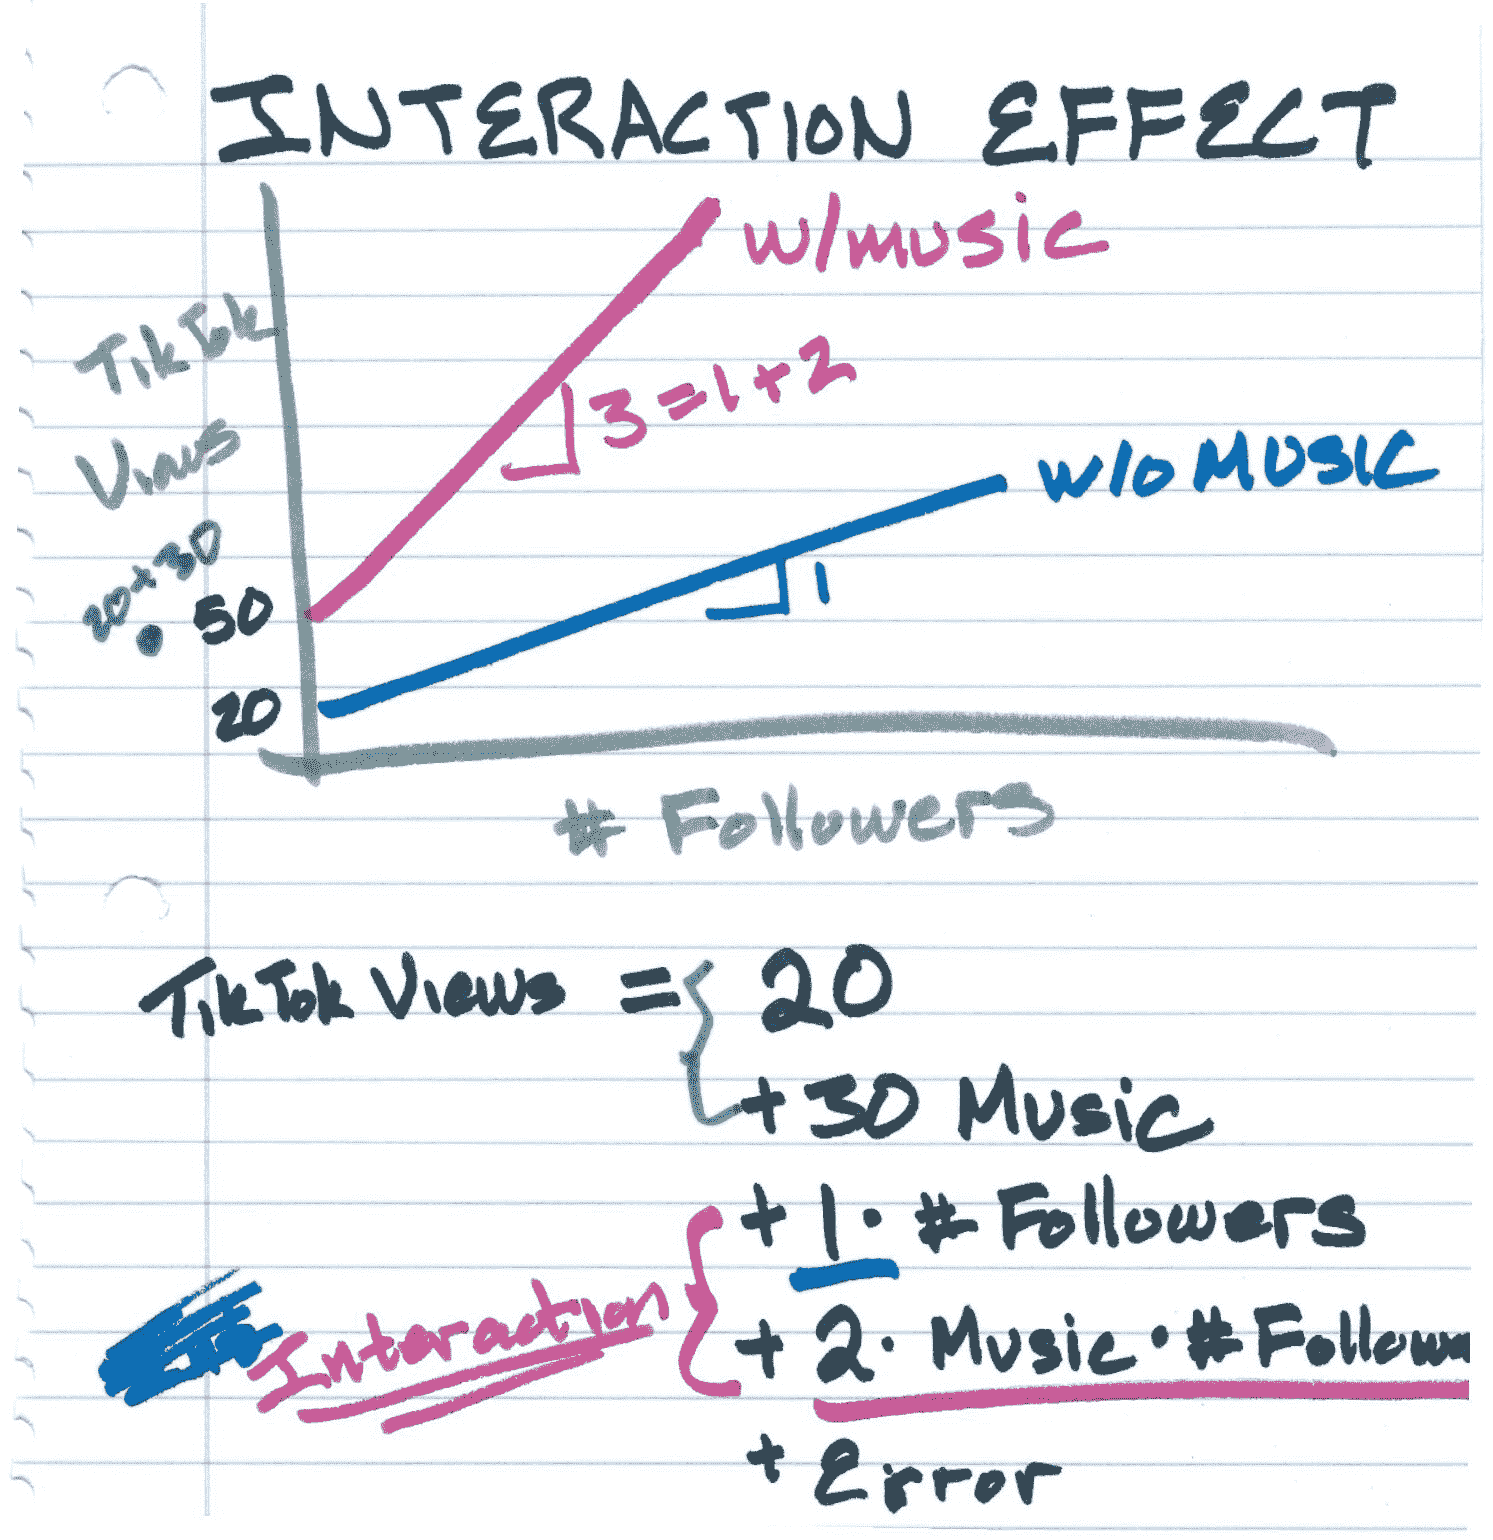 INTERACTION EFFECT
w/music
TikTok
Views
3 = 1 + 2
w/o MUSIC
20+30
50
1
20
# Followers
TikTok Views = { 20
+ 30 Music
+ 1 · # Followers
Interaction { + 2 · Music · # Follow
+ Error